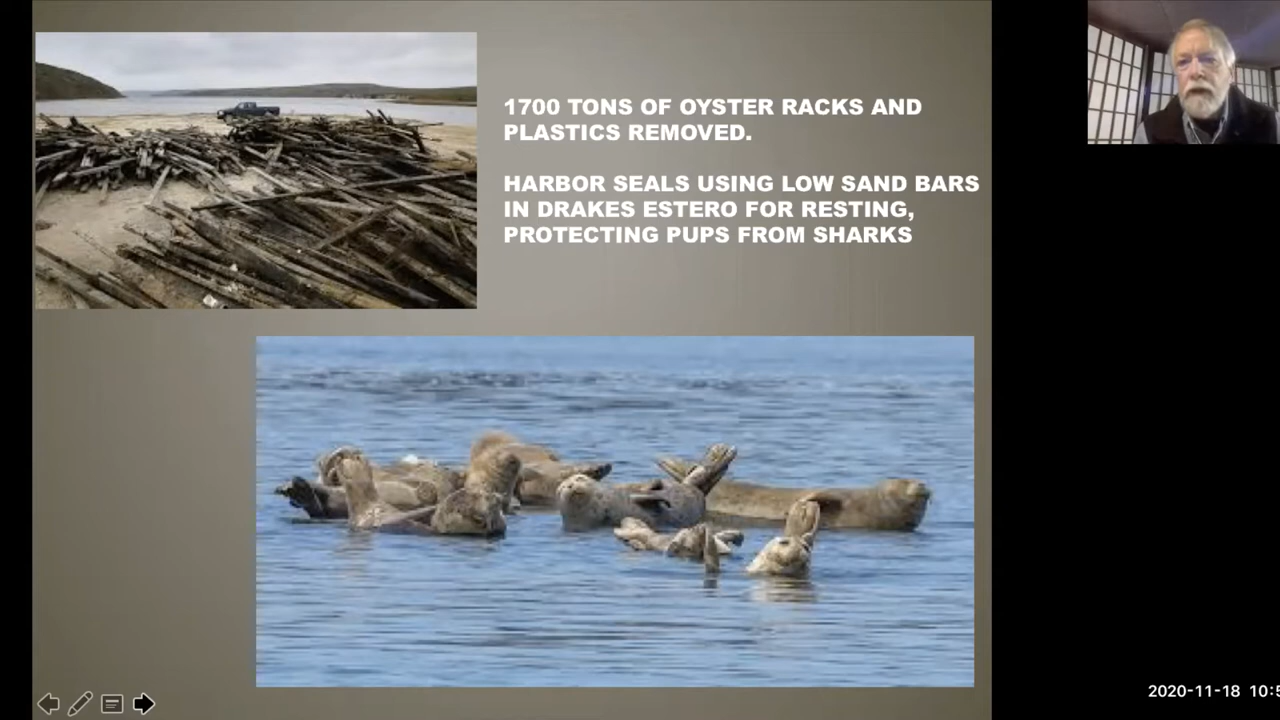 1700 TONS OF OYSTER RACKS AND
PLASTICS REMOVED.
HARBOR SEALS USING LOW SAND BARS
IN DRAKES ESTERO FOR RESTING,
PROTECTING PUPS FROM SHARKS
2020-11-18 10:5